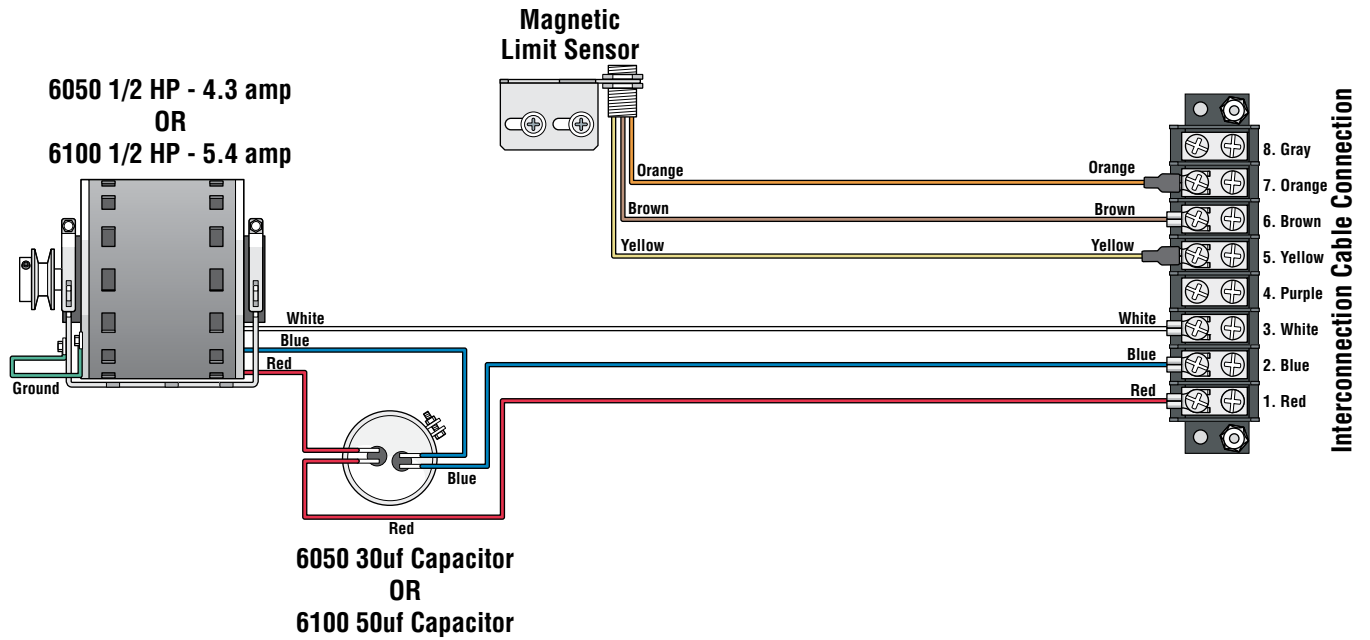 Magnetic
Limit Sensor
6050 1/2 HP - 4.3 amp
OR
6100 1/2 HP - 5.4 amp
Orange
Orange
Brown
Brown
Yellow
Yellow
White
White
Blue
Blue
Red
Red
Ground
Blue
Red
6050 30uf Capacitor
OR
6100 50uf Capacitor
8. Gray
7. Orange
6. Brown
5. Yellow
4. Purple
3. White
2. Blue
1. Red
Interconnection Cable Connection